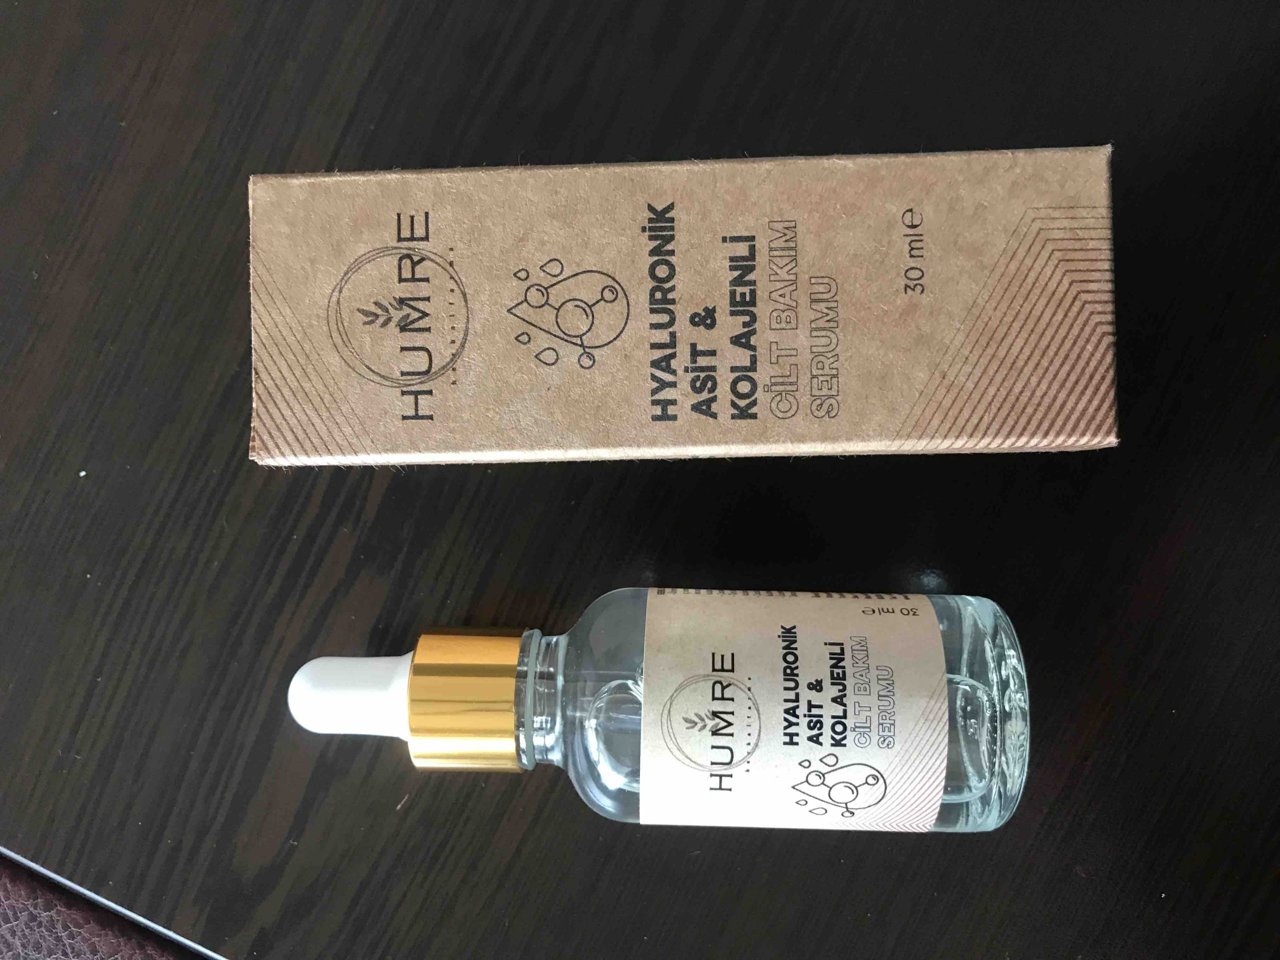 HUMRE
HYALURONİK
ASİT &
KOLAJENLİ
CİLT BAKIM
SERUMU
30 ml℮
HUMRE
HYALURONİK
ASİT &
KOLAJENLİ
CİLT BAKIM
SERUMU
30 ml℮